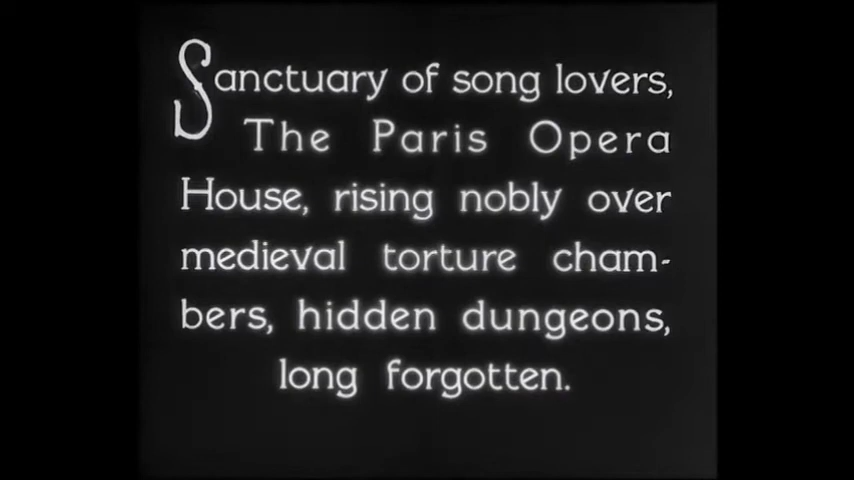 Sanctuary of song lovers,
The Paris Opera
House, rising nobly over
medieval torture cham-
bers, hidden dungeons,
long forgotten.